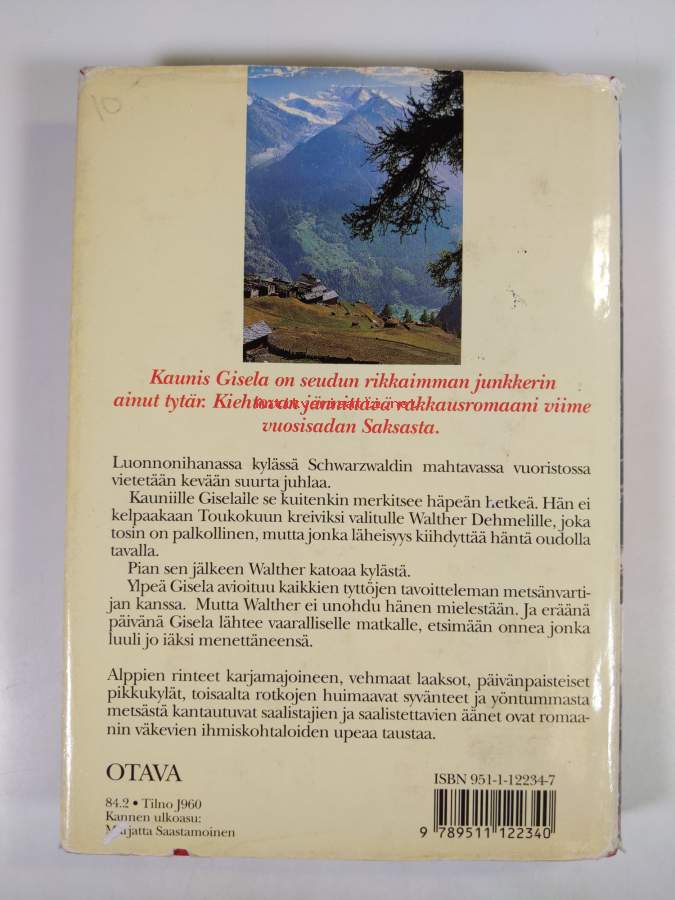 10
Kaunis Gisela on seudun rikkaimman junkkerin
ainut tytär. Kiehtovan jännittävä rakkausromaani viime
vuosisadan Saksasta.
Luonnonihanassa kylässä Schwarzwaldin mahtavassa vuoristossa
vietetään kevään suurta juhlaa.
Kauniille Giselalle se kuitenkin merkitsee häpeän hetkeä. Hän ei
kelpaakaan Toukokuun kreiviksi valitulle Walther Dehmelille, joka
tosin on palkollinen, mutta jonka läheisyys kiihdyttää häntä oudolla
tavalla.
Pian sen jälkeen Walther katoaa kylästä.
Ylpeä Gisela avioituu kaikkien tyttöjen tavoitteleman metsänvarti-
jan kanssa. Mutta Walther ei unohdu hänen mielestään. Ja eräänä
päivänä Gisela lähtee vaaralliselle matkalle, etsimään onnea jonka
luuli jo iäksi menettäneensä.
Alppien rinteet karjamajoineen, vehmaat laaksot, päivänpaisteiset
pikkukylät, toisaalta rotkojen huimaavat syvänteet ja yöntummasta
metsästä kantautuvat saalistajien ja saalistettavien äänet ovat romaa-
nin väkevien ihmiskohtaloiden upeaa taustaa.
OTAVA
ISBN 951-1-12234-7
84.2 • Tilno J960
Kannen ulkoasu:
Marjatta Saastamoinen
9 789511 122340